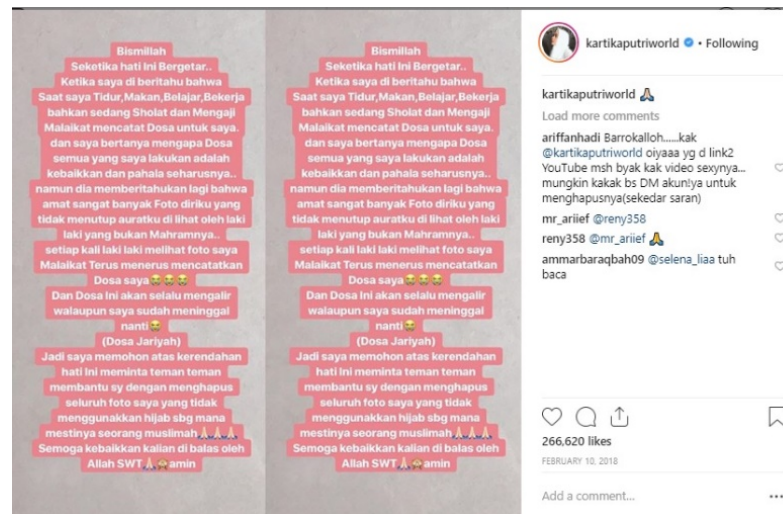 Bismillah
Seketika hati Ini Bergetar..
Ketika saya di beritahu bahwa
Saat saya Tidur,Makan,Belajar,Bekerja
bahkan sedang Sholat dan Mengaji
Malaikat mencatat Dosa untuk saya.
dan saya bertanya mengapa Dosa
semua yang saya lakukan adalah
kebaikkan dan pahala seharusnya..
namun dia memberitahukan lagi bahwa
amat sangat banyak Foto diriku yang
tidak menutup auratku di lihat oleh laki
laki yang bukan Mahramnya..
setiap kali laki laki melihat foto saya
Malaikat Terus menerus mencatatkan
Dosa saya😭😭😭
Dan Dosa Ini akan selalu mengalir
walaupun saya sudah meninggal
nanti😭
(Dosa Jariyah)
Jadi saya memohon atas kerendahan
hati Ini meminta teman teman
membantu sy dengan menghapus
seluruh foto saya yang tidak
menggunakkan hijab sbg mana
mestinya seorang muslimah🙏🙏🙏
Semoga kebaikkan kalian di balas oleh
Allah SWT🙏🙈amin
Bismillah
Seketika hati Ini Bergetar..
Ketika saya di beritahu bahwa
Saat saya Tidur,Makan,Belajar,Bekerja
bahkan sedang Sholat dan Mengaji
Malaikat mencatat Dosa untuk saya.
dan saya bertanya mengapa Dosa
semua yang saya lakukan adalah
kebaikkan dan pahala seharusnya..
namun dia memberitahukan lagi bahwa
amat sangat banyak Foto diriku yang
tidak menutup auratku di lihat oleh laki
laki yang bukan Mahramnya..
setiap kali laki laki melihat foto saya
Malaikat Terus menerus mencatatkan
Dosa saya😭😭😭
Dan Dosa Ini akan selalu mengalir
walaupun saya sudah meninggal
nanti😭
(Dosa Jariyah)
Jadi saya memohon atas kerendahan
hati Ini meminta teman teman
membantu sy dengan menghapus
seluruh foto saya yang tidak
menggunakkan hijab sbg mana
mestinya seorang muslimah🙏🙏🙏
Semoga kebaikkan kalian di balas oleh
Allah SWT🙏🙈amin
kartikaputriworld • Following
kartikaputriworld 🙏
Load more comments
ariffanhadi Barrokalloh......kak
@kartikaputriworld oiyaaa yg d link2
YouTube msh byak kak video sexynya...
mungkin kakak bs DM akun!ya untuk
menghapusnya(sekedar saran)
mr_ariief @reny358
reny358 @mr_ariief 🙏
ammarbaraqbah09 @selena_liaa tuh
baca
266,620 likes
FEBRUARY 10, 2018
Add a comment...